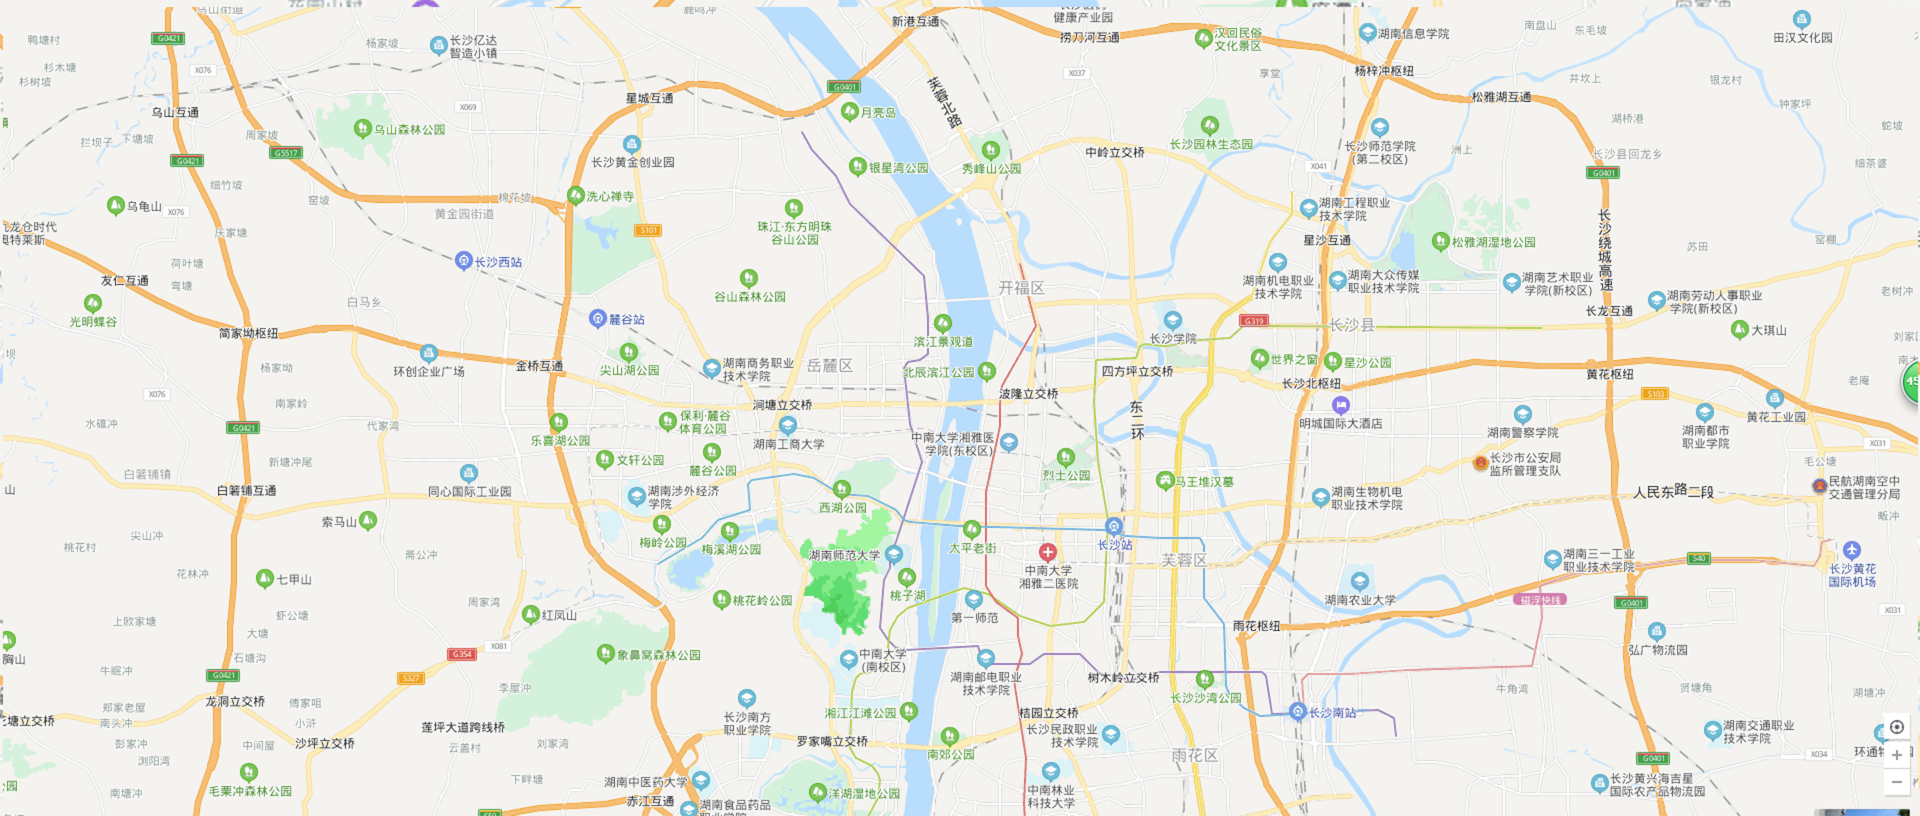 新港互通
健康产业园
捞刀河互通
汉回民俗
文化景区
湖南信息学院
南盘山
东毛坡
田汉文化园
鸭塘村
杨家坡
长沙亿达
智造小镇
G0421
杉木塘
杉树坡
X076
X037
享堂
杨梓冲枢纽
井坎上
银龙村
乌山互通
X069
星城互通
G0401
月亮岛
芙蓉北路
松雅湖互通
钟家坪
乌山森林公园
周家坡
拦坝子
下塘坡
G5517
G0421
长沙黄金创业园
银星湾公园
秀峰山公园
中岭立交桥
长沙园林生态园
长沙师范学院
(第二校区)
湖桥港
洲上
长沙县回龙乡
蛇坡
细茶婆
X041
G0401
细竹坡
窑坡
棉花坡
黄金园街道
洗心禅寺
乌龟山
X076
庆家塘
S101
珠江·东方明珠
谷山公园
湖南工程职业
技术学院
星沙互通
松雅湖湿地公园
长沙绕城高速
苏田
窑棚
九龙仓时代
奥特莱斯
长沙西站
荷叶塘
弯塘
友仁互通
光明蝶谷
白马乡
谷山森林公园
开福区
湖南机电职业
技术学院
湖南大众传媒
职业技术学院
湖南艺术职业
学院(新校区)
湖南劳动人事职业
学院(新校区)
老树冲
长龙互通
大琪山
麓谷站
简家坳枢纽
滨江景观道
长沙学院
G319
长沙县
环创企业广场
金桥互通
尖山湖公园
湖南商务职业
技术学院
岳麓区
北辰滨江公园
四方坪立交桥
世界之窗
星沙公园
长沙北枢纽
黄花枢纽
老庵
杨家坳
X076
南家岭
涧塘立交桥
波隆立交桥
东二环
明城国际大酒店
S103
黄花工业园
水碓冲
G0421
代家湾
乐喜湖公园
保利·麓谷
体育公园
湖南工商大学
中南大学湘雅医
学院(东校区)
湖南警察学院
湖南都市
职业学院
X031
新塘冲尾
文轩公园
麓谷公园
烈士公园
长沙市公安局
监所管理支队
毛公塘
白箬铺镇
白箬铺互通
同心国际工业园
湖南涉外经济
学院
西湖公园
马王堆汉墓
湖南生物机电
职业技术学院
人民东路二段
民航湖南空中
交通管理分局
索马山
梅岭公园
梅溪湖公园
湖南师范大学
太平老街
长沙站
畈冲
桃花村
尖山冲
斋公冲
芙蓉区
湖南三一工业
职业技术学院
S40
长沙黄花
国际机场
花林冲
七甲山
桃花岭公园
桃子湖
中南大学
湘雅二医院
湖南农业大学
磁浮快线
G0401
X031
周家湾
红凤山
虾公塘
上欧家塘
第一师范
雨花枢纽
弘广物流园
大塘
石塘沟
X081
G354
象鼻窝森林公园
中南大学
(南校区)
湖南邮电职业
技术学院
树木岭立交桥
长沙沙湾公园
牛眠冲
G0421
S327
李屋冲
龙洞立交桥
傅家咀
小浒
郑家老屋
南头冲
长沙南方
职业学院
湘江江滩公园
桔园立交桥
长沙民政职业
技术学院
长沙南站
牛角湾
贤塘角
湖塘冲
莲坪大道跨线桥
沙坪立交桥
彭家冲
浏阳湾
中间屋
云盖村
刘家湾
罗家嘴立交桥
南郊公园
雨花区
湖南交通职业
技术学院
X034
G0401
毛栗冲森林公园
南塘冲
下畔塘
湖南中医药大学
赤江互通
湖南食品药品
洋湖湿地公园
中南林业
科技大学
长沙黄兴海吉星
国际农产品物流园